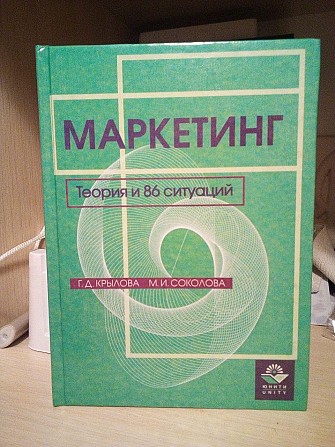 МАРКЕТИНГ
Теория и 86 ситуаций
Г. Д. КРЫЛОВА М. И. СОКОЛОВА
ЮНИТИ
UNITY